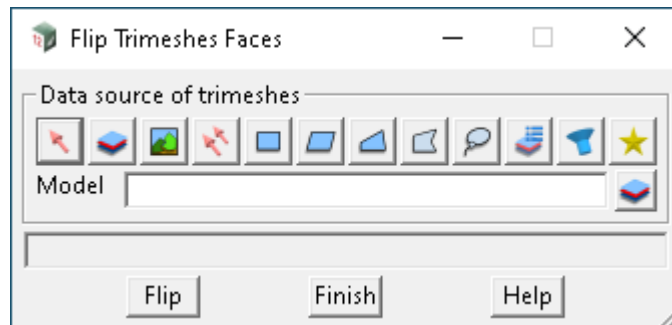 Flip Trimeshes Faces
Data source of trimeshes
Model
Flip Finish Help